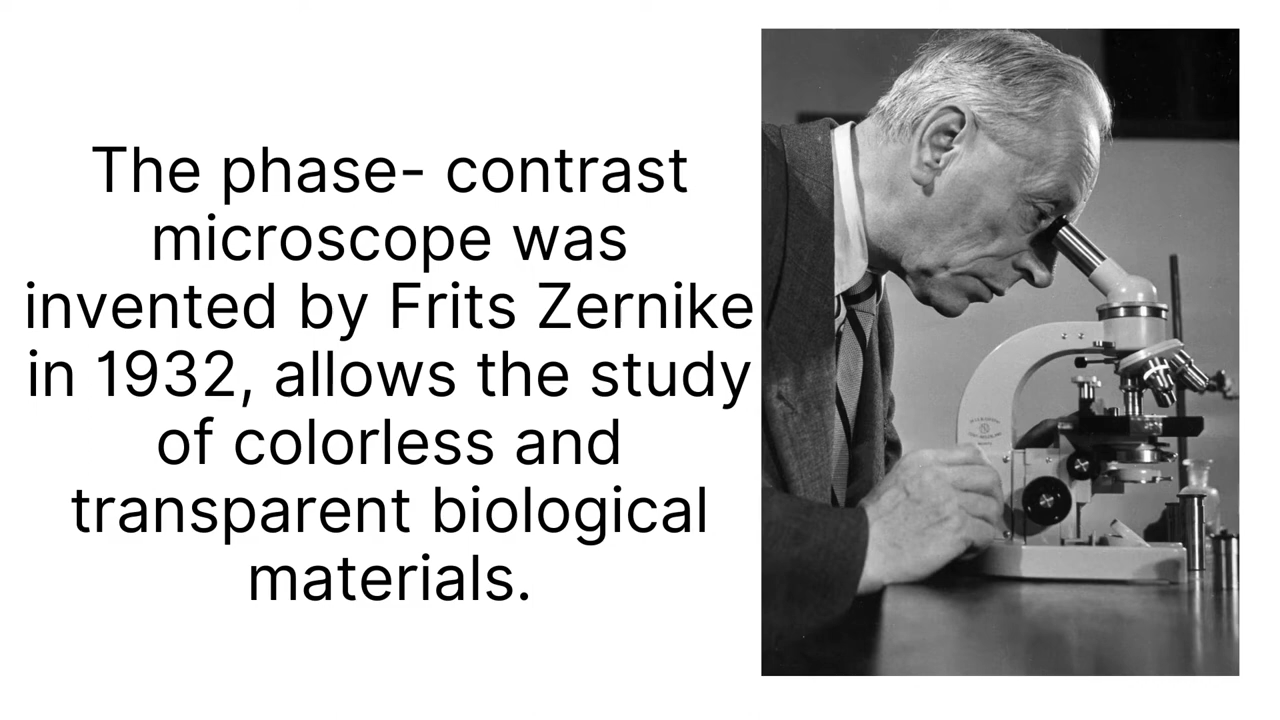 The phase- contrast
microscope was
invented by Frits Zernike
in 1932, allows the study
of colorless and
transparent biological
materials.